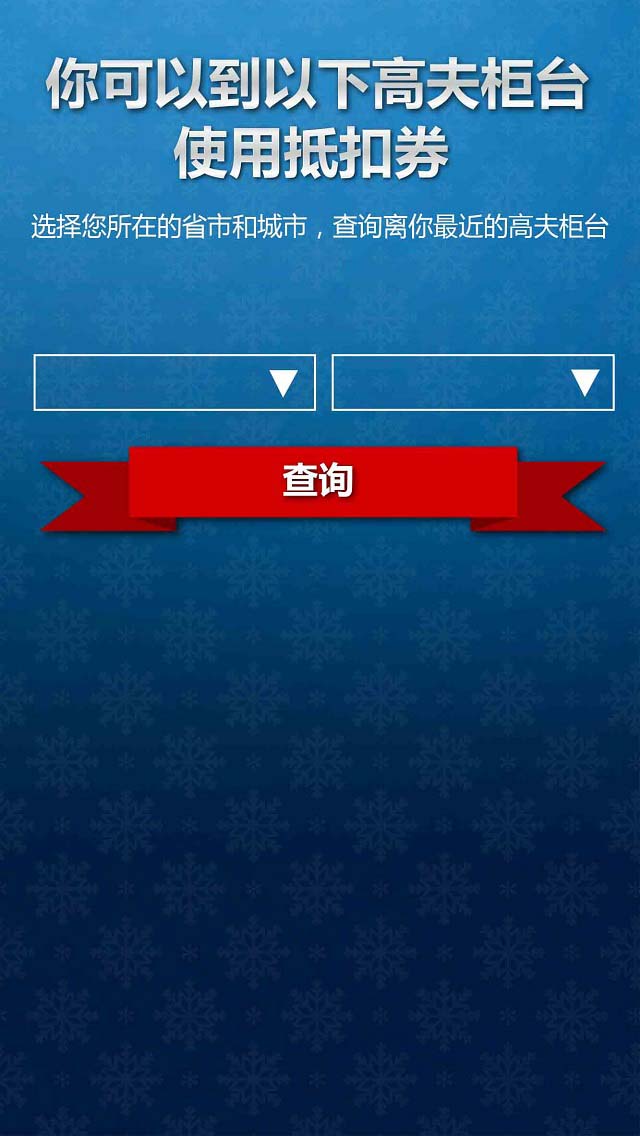 你可以到以下高夫柜台
使用抵扣券
选择您所在的省市和城市，查询离你最近的高夫柜台
查询